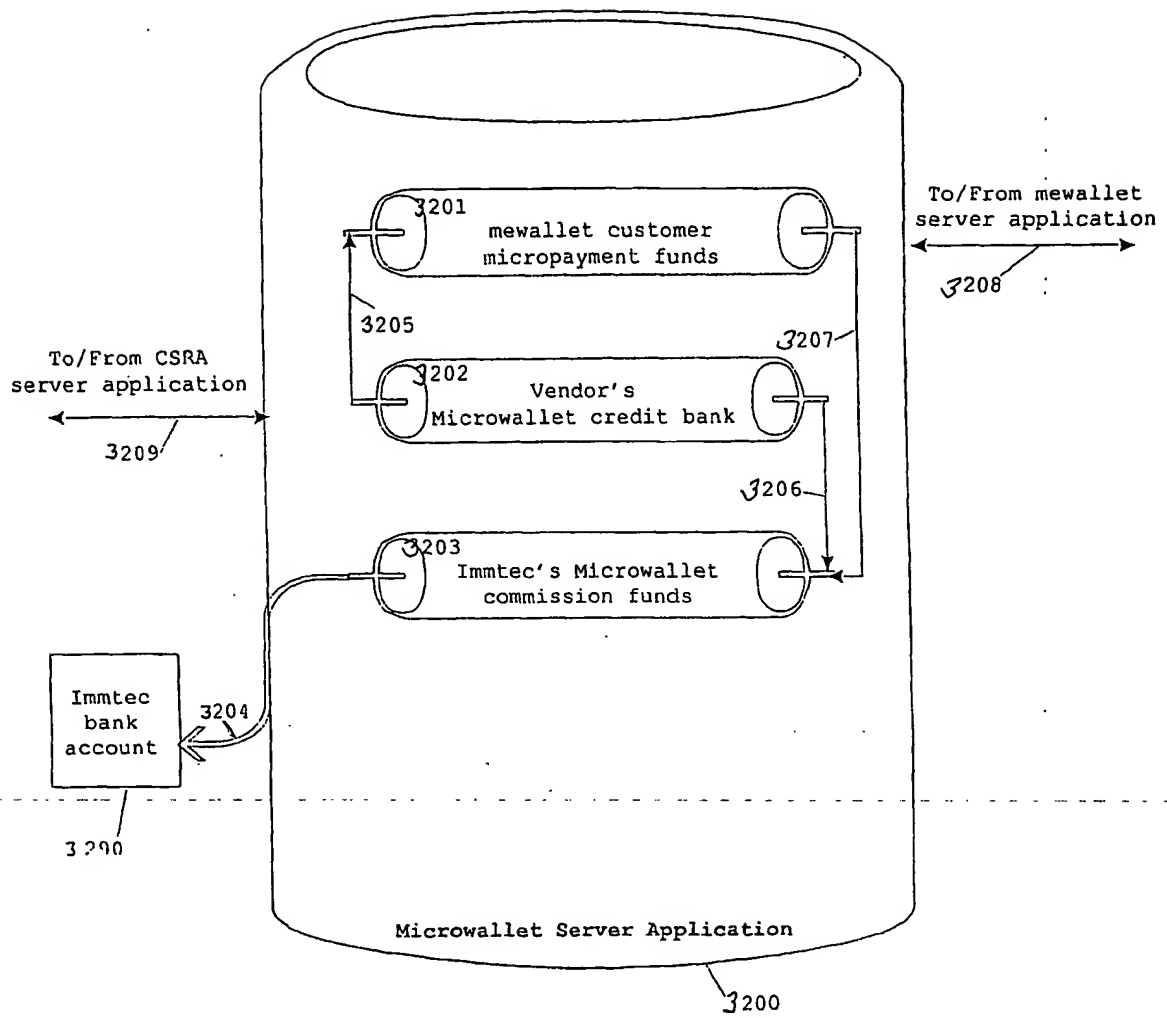 3201
mewallet customer
micropayment funds
To/From mewallet
server application
3208
3205
3207
To/From CSRA
server application
3209
3202
Vendor's
Microwallet credit bank
3206
3203
Immtec's Microwallet
commission funds
Immtec
bank
account
3204
3290
Microwallet Server Application
3200